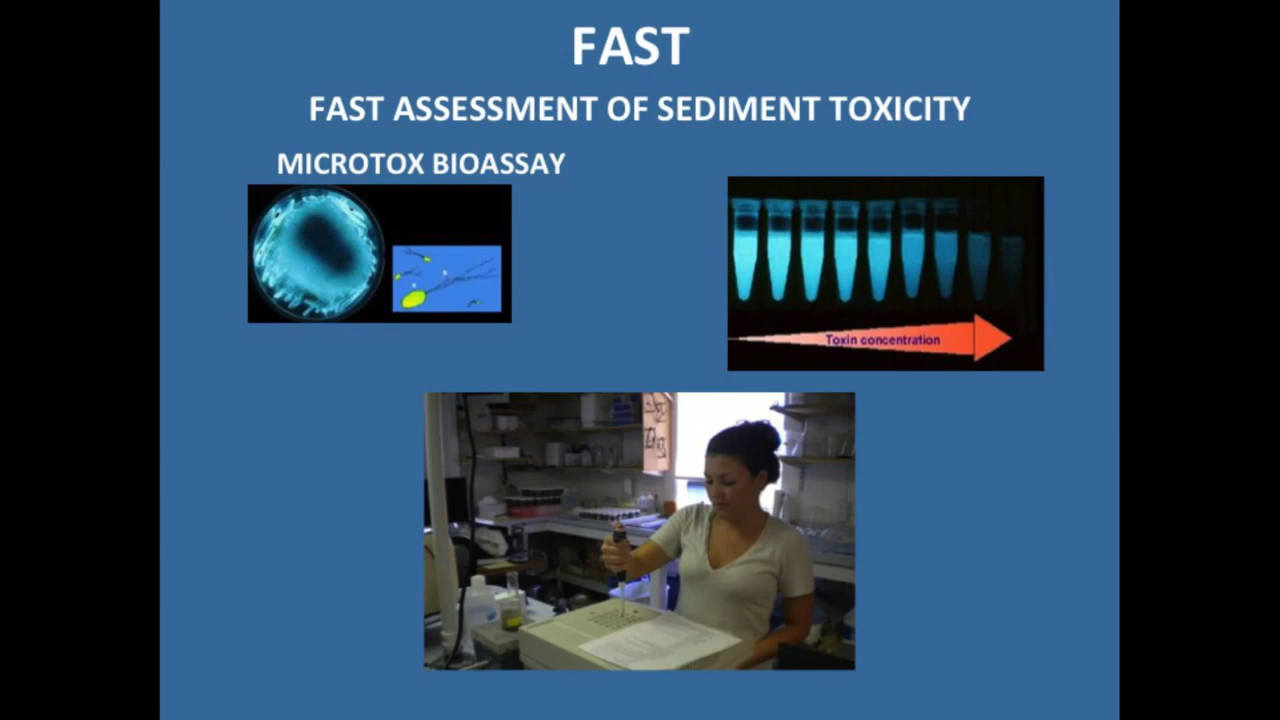 FAST
FAST ASSESSMENT OF SEDIMENT TOXICITY
MICROTOX BIOASSAY
Toxin concentration